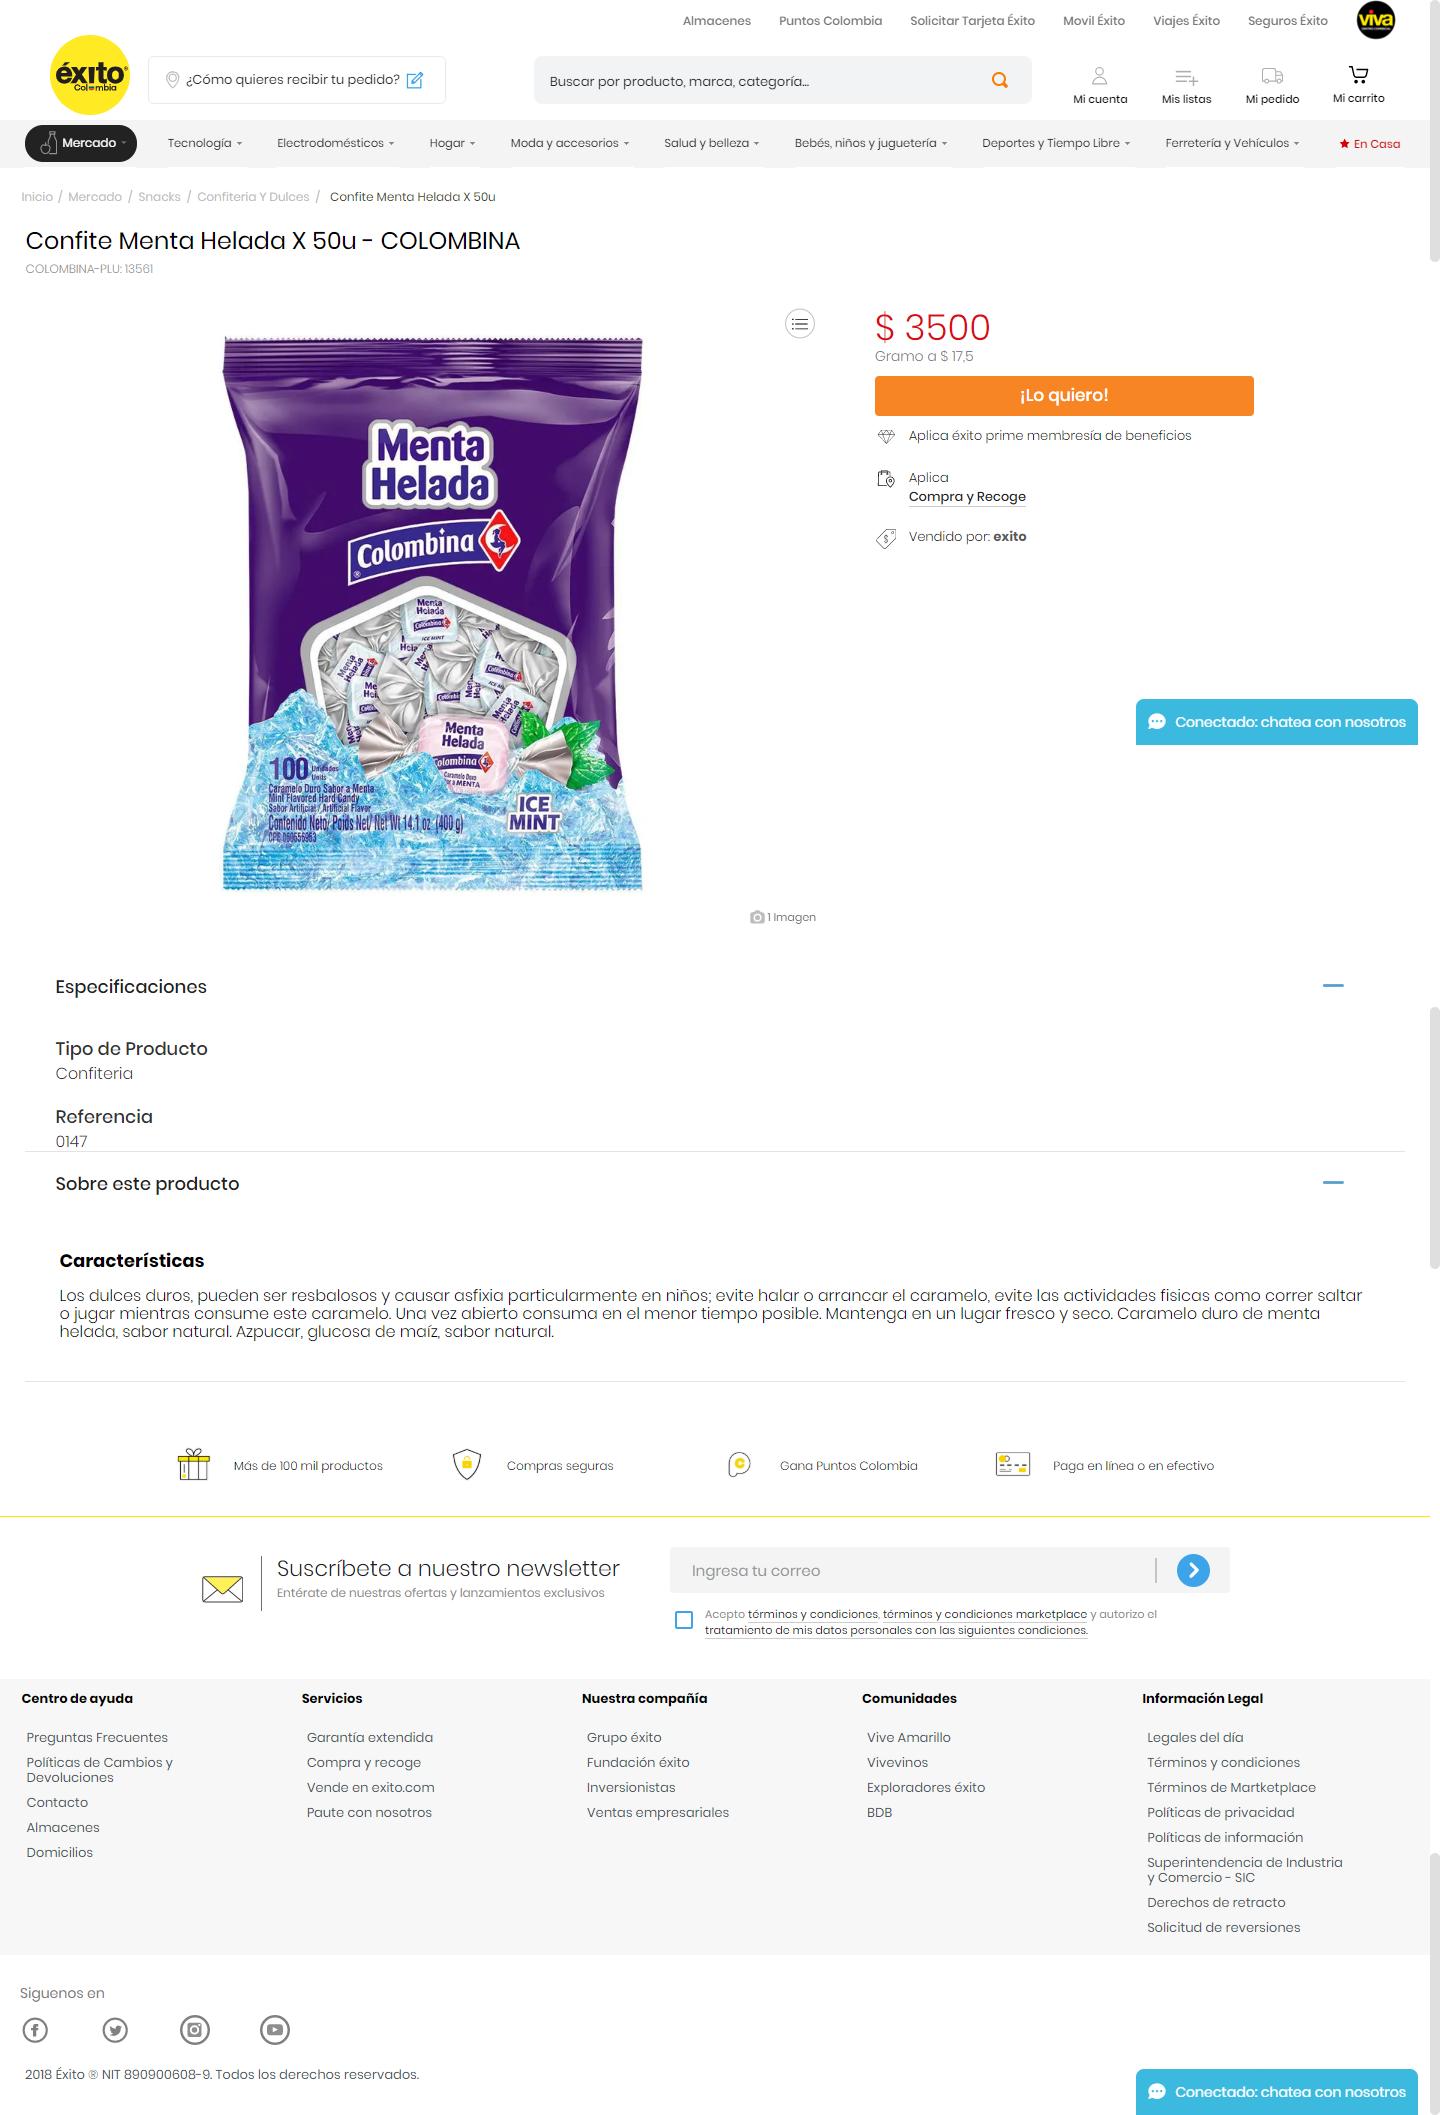 Almacenes Puntos Colombia Solicitar Tarjeta Éxito Movil Éxito Viajes Éxito Seguros Éxito viva
éxito
Colombia
¿Cómo quieres recibir tu pedido?
Buscar por producto, marca, categoría...
Mi cuenta Mis listas Mi pedido Mi carrito
Mercado Tecnología Electrodomésticos Hogar Moda y accesorios Salud y belleza Bebés, niños y juguetería Deportes y Tiempo Libre Ferretería y Vehículos En Casa
Inicio / Mercado / Snacks / Confiteria Y Dulces / Confite Menta Helada X 50u
Confite Menta Helada X 50u - COLOMBINA
COLOMBINA-PLU: 13561
Menta
Helada
Colombina®
Menta
Helada
Colombina
ICE MINT
Menta
Helada
Colombina
Caramelo Duro
Sabor a MENTA
100 Unidades
Units
Caramelo Duro Sabor a Menta
Mint Flavored Hard Candy
Sabor Artificial / Artificial Flavor
Contenido Neto/ Poids Net/ Net Wt 14.1 oz (400 g)
ICE
MINT
1 Imagen
$ 3500
Gramo a $ 17,5
¡Lo quiero!
Aplica éxito prime membresía de beneficios
Aplica
Compra y Recoge
Vendido por: exito
Conectado: chatea con nosotros
Especificaciones
Tipo de Producto
Confiteria
Referencia
0147
Sobre este producto
Características
Los dulces duros, pueden ser resbalosos y causar asfixia particularmente en niños; evite halar o arrancar el caramelo, evite las actividades fisicas como correr saltar
o jugar mientras consume este caramelo. Una vez abierto consuma en el menor tiempo posible. Mantenga en un lugar fresco y seco. Caramelo duro de menta
helada, sabor natural. Azpucar, glucosa de maíz, sabor natural.
Más de 100 mil productos Compras seguras Gana Puntos Colombia Paga en línea o en efectivo
Suscríbete a nuestro newsletter
Entérate de nuestras ofertas y lanzamientos exclusivos
Ingresa tu correo
Acepto términos y condiciones, términos y condiciones marketplace y autorizo el
tratamiento de mis datos personales con las siguientes condiciones.
Centro de ayuda
Preguntas Frecuentes
Políticas de Cambios y
Devoluciones
Contacto
Almacenes
Domicilios
Servicios
Garantía extendida
Compra y recoge
Vende en exito.com
Paute con nosotros
Nuestra compañía
Grupo éxito
Fundación éxito
Inversionistas
Ventas empresariales
Comunidades
Vive Amarillo
Vivevinos
Exploradores éxito
BDB
Información Legal
Legales del día
Términos y condiciones
Términos de Martketplace
Políticas de privacidad
Políticas de información
Superintendencia de Industria
y Comercio - SIC
Derechos de retracto
Solicitud de reversiones
Siguenos en
2018 Éxito ® NIT 890900608-9. Todos los derechos reservados.
Conectado: chatea con nosotros